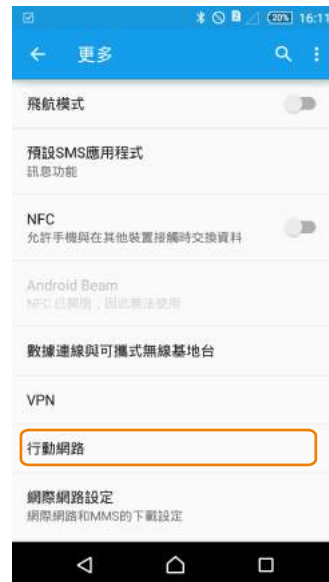 20% 16:11
更多
飛航模式
預設SMS應用程式
訊息功能
NFC
允許手機與在其他裝置接觸時交換資料
Android Beam
NFC 已關閉，因此無法使用
數據連線與可攜式無線基地台
VPN
行動網路
網際網路設定
網際網路和MMS的下載設定